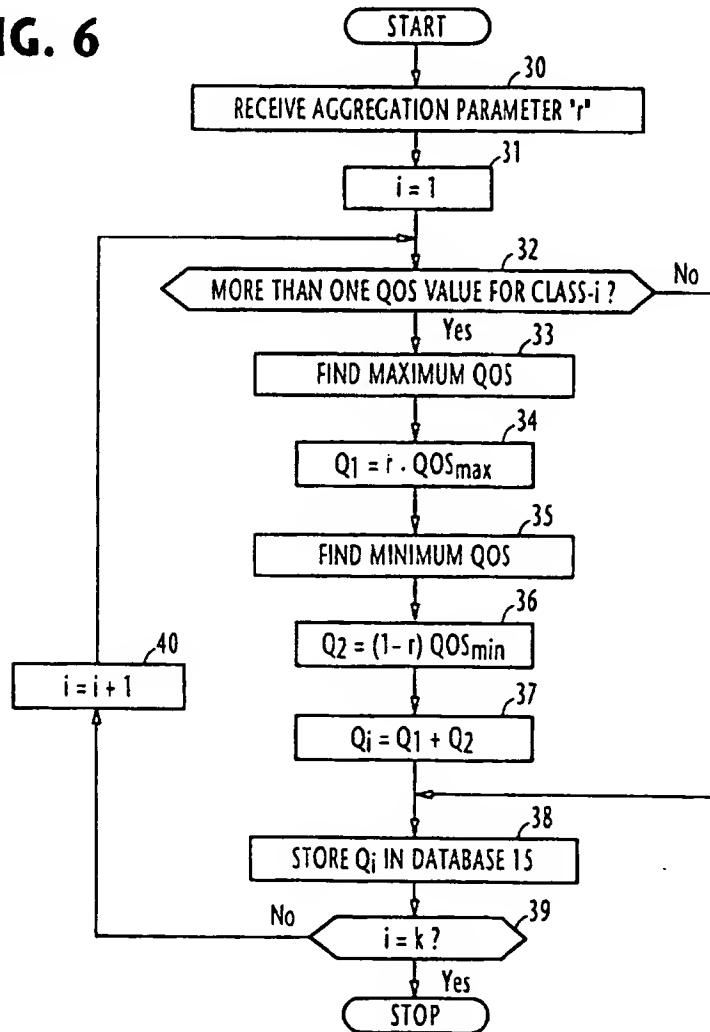 IG. 6
START
30
RECEIVE AGGREGATION PARAMETER "r"
31
i = 1
32
MORE THAN ONE QOS VALUE FOR CLASS-i ?
No
Yes
33
FIND MAXIMUM QOS
34
Q1 = r . QOSmax
35
FIND MINIMUM QOS
36
Q2 = (1 - r) QOSmin
40
i = i + 1
37
Qi = Q1 + Q2
38
STORE Qi IN DATABASE 15
No
39
i = k ?
Yes
STOP